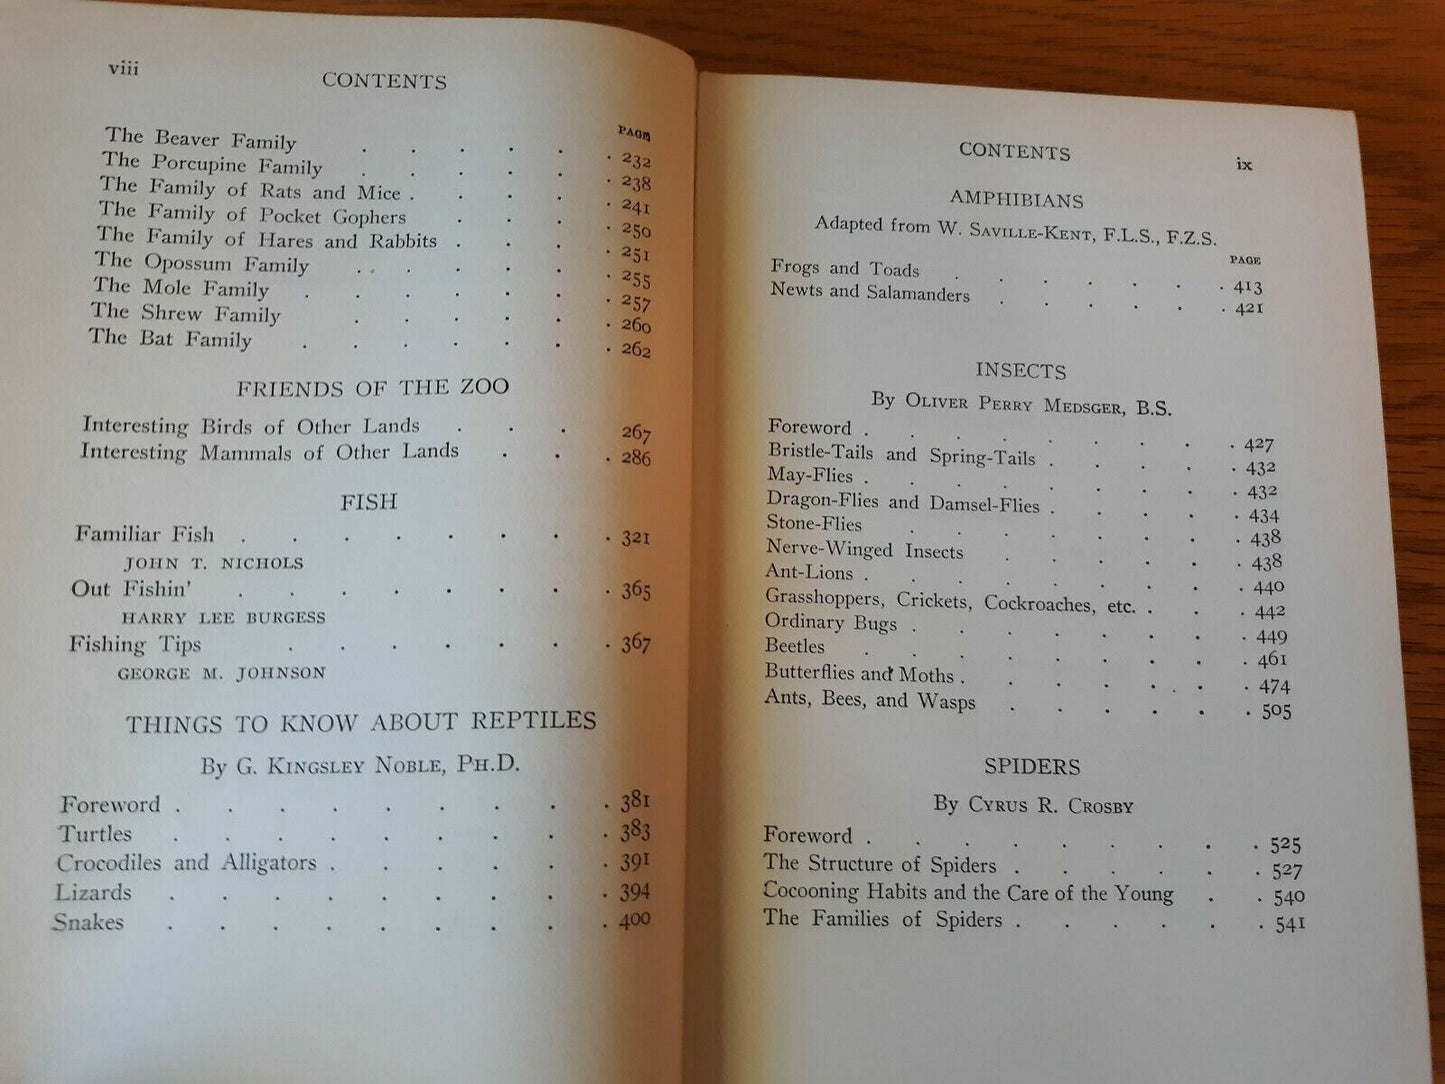 viii
CONTENTS
PAGE
The Beaver Family . . . . . . 232
The Porcupine Family . . . . . . 238
The Family of Rats and Mice . . . . . 241
The Family of Pocket Gophers . . . . 250
The Family of Hares and Rabbits . . . . 251
The Opossum Family . . . . . . 255
The Mole Family . . . . . . . 257
The Shrew Family . . . . . . 260
The Bat Family . . . . . . . 262
FRIENDS OF THE ZOO
Interesting Birds of Other Lands . . . 267
Interesting Mammals of Other Lands . . . 286
FISH
Familiar Fish . . . . . . . . 321
JOHN T. NICHOLS
Out Fishin' . . . . . . . . 365
HARRY LEE BURGESS
Fishing Tips . . . . . . . 367
GEORGE M. JOHNSON
THINGS TO KNOW ABOUT REPTILES
By G. KINGSLEY NOBLE, PH.D.
Foreword . . . . . . . . . 381
Turtles . . . . . . . . . 383
Crocodiles and Alligators . . . . . . 391
Lizards . . . . . . . . . 394
Snakes . . . . . . . . . 400
CONTENTS
ix
AMPHIBIANS
Adapted from W. SAVILLE-KENT, F.L.S., F.Z.S.
PAGE
Frogs and Toads . . . . . . . 413
Newts and Salamanders . . . . . . 421
INSECTS
By OLIVER PERRY MEDSGER, B.S.
Foreword . . . . . . . . . 427
Bristle-Tails and Spring-Tails . . . . . 432
May-Flies . . . . . . . . . 432
Dragon-Flies and Damsel-Flies . . . . . 434
Stone-Flies . . . . . . . . 438
Nerve-Winged Insects . . . . . . 438
Ant-Lions . . . . . . . . . 440
Grasshoppers, Crickets, Cockroaches, etc. . . . 442
Ordinary Bugs . . . . . . . . 449
Beetles . . . . . . . . . 461
Butterflies and Moths . . . . . . . 474
Ants, Bees, and Wasps . . . . . . 505
SPIDERS
By CYRUS R. CROSBY
Foreword . . . . . . . . . 525
The Structure of Spiders . . . . . . 527
Cocooning Habits and the Care of the Young . . 540
The Families of Spiders . . . . . . 541